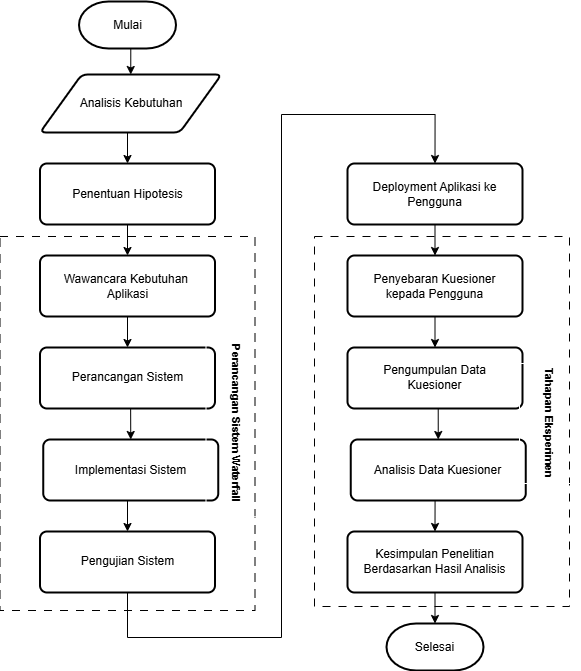 Mulai
Analisis Kebutuhan
Penentuan Hipotesis
Wawancara Kebutuhan
Aplikasi
Perancangan Sistem
Implementasi Sistem
Pengujian Sistem
Perancangan Sistem Waterfall
Deployment Aplikasi ke
Pengguna
Penyebaran Kuesioner
kepada Pengguna
Pengumpulan Data
Kuesioner
Analisis Data Kuesioner
Kesimpulan Penelitian
Berdasarkan Hasil Analisis
Tahapan Eksperimen
Selesai